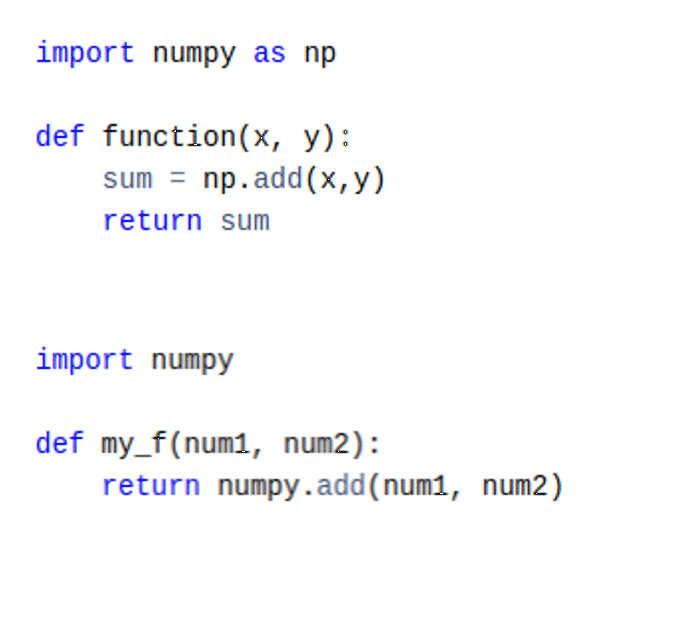 import numpy as np
def function(x, y):
    sum = np.add(x,y)
    return sum
import numpy
def my_f(num1, num2):
    return numpy.add(num1, num2)